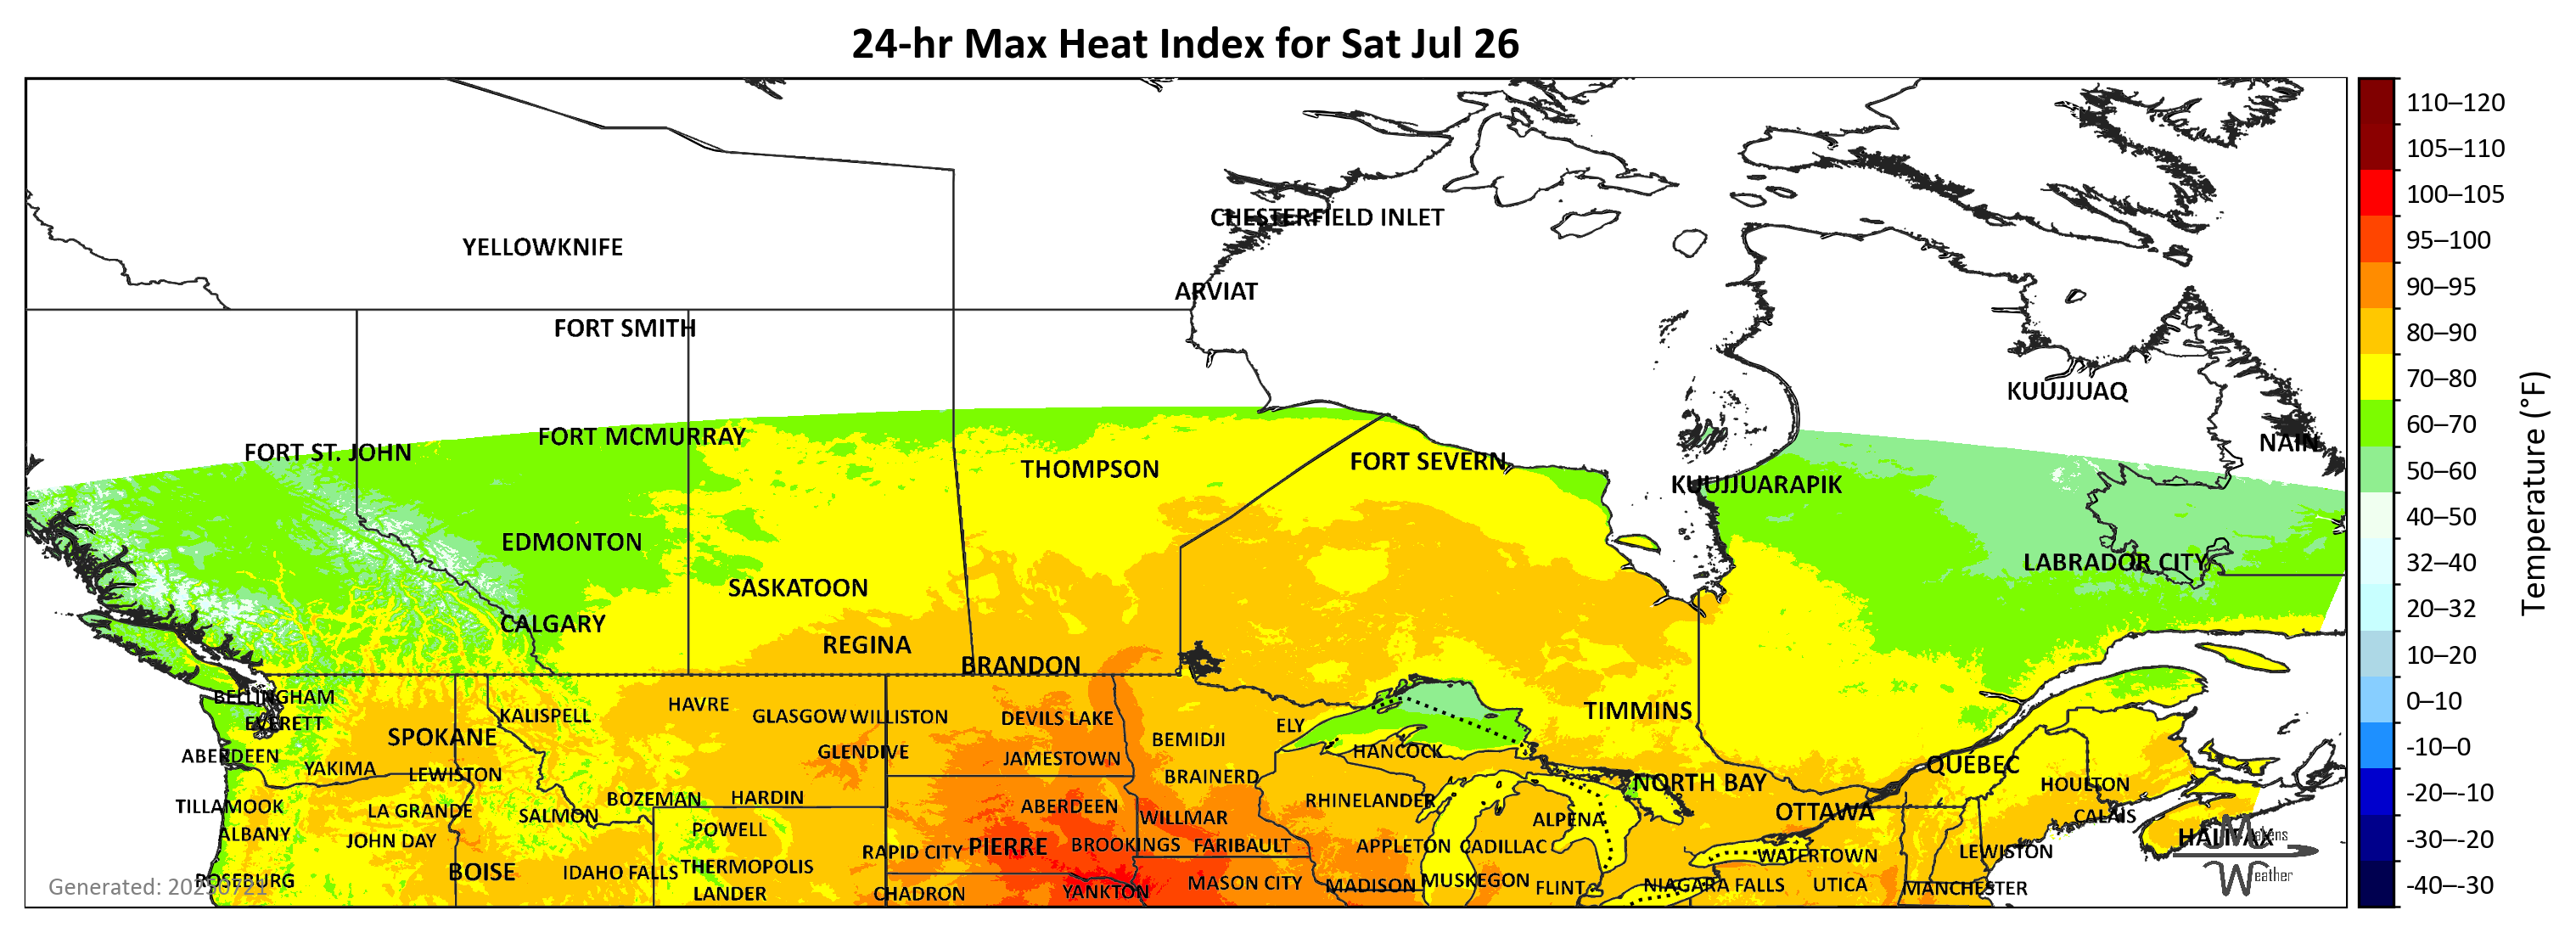 24-hr Max Heat Index for Sat Jul 26
CHESTERFIELD INLET
YELLOWKNIFE
ARVIAT
FORT SMITH
KUUJJUAQ
FORT MCMURRAY
NAIN
FORT ST. JOHN
FORT SEVERN
THOMPSON
KUUJJUARAPIK
EDMONTON
LABRADOR CITY
SASKATOON
CALGARY
REGINA
BRANDON
BELLINGHAM
HAVRE
TIMMINS
KALISPELL
GLASGOW
WILLISTON
DEVILS LAKE
EVERETT
ELY
SPOKANE
BEMIDJI
HANCOCK
GLENDIVE
ABERDEEN
JAMESTOWN
QUÉBEC
YAKIMA
LEWISTON
BRAINERD
NORTH BAY
HOULTON
BOZEMAN
HARDIN
RHINELANDER
TILLAMOOK
ABERDEEN
LA GRANDE
SALMON
WILLMAR
OTTAWA
CALAIS
ALPENA
POWELL
ALBANY
HALIFAX
JOHN DAY
PIERRE
BROOKINGS
FARIBAULT
APPLETON
CADILLAC
RAPID CITY
LEWISTON
WATERTOWN
THERMOPOLIS
BOISE
IDAHO FALLS
ROSEBURG
MUSKEGON
MASON CITY
MADISON
NIAGARA FALLS
UTICA
FLINT
MANCHESTER
LANDER
CHADRON
YANKTON
Weather
Generated: 20250721
110–120
105–110
100–105
95–100
90–95
80–90
70–80
60–70
50–60
40–50
32–40
20–32
10–20
0–10
-10–0
-20–-10
-30–-20
-40–-30
Temperature (°F)